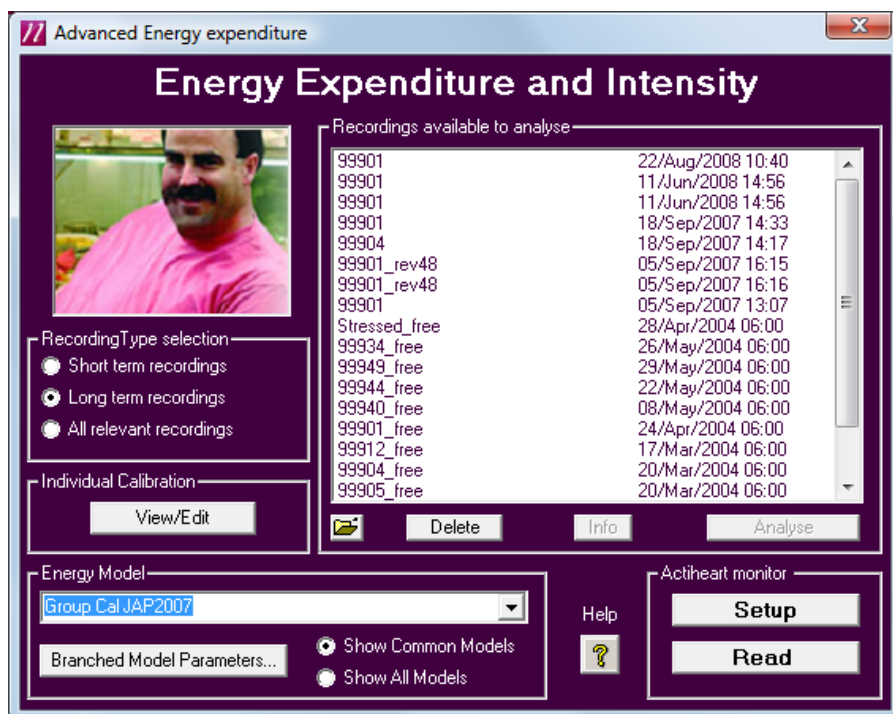 Advanced Energy expenditure
Energy Expenditure and Intensity
Recordings available to analyse
99901 22/Aug/2008 10:40
99901 11/Jun/2008 14:56
99901 11/Jun/2008 14:56
99901 18/Sep/2007 14:33
99904 18/Sep/2007 14:17
99901_rev48 05/Sep/2007 16:15
99901_rev48 05/Sep/2007 16:16
99901 05/Sep/2007 13:07
Stressed_free 28/Apr/2004 06:00
99934_free 26/May/2004 06:00
99949_free 29/May/2004 06:00
99944_free 22/May/2004 06:00
99940_free 08/May/2004 06:00
99901_free 24/Apr/2004 06:00
99912_free 17/Mar/2004 06:00
99904_free 20/Mar/2004 06:00
99905_free 20/Mar/2004 06:00
Delete Info Analyse
RecordingType selection
Short term recordings
Long term recordings
All relevant recordings
Individual Calibration
View/Edit
Energy Model
Group Cal JAP2007
Branched Model Parameters...
Show Common Models
Show All Models
Help
?
Actiheart monitor
Setup
Read